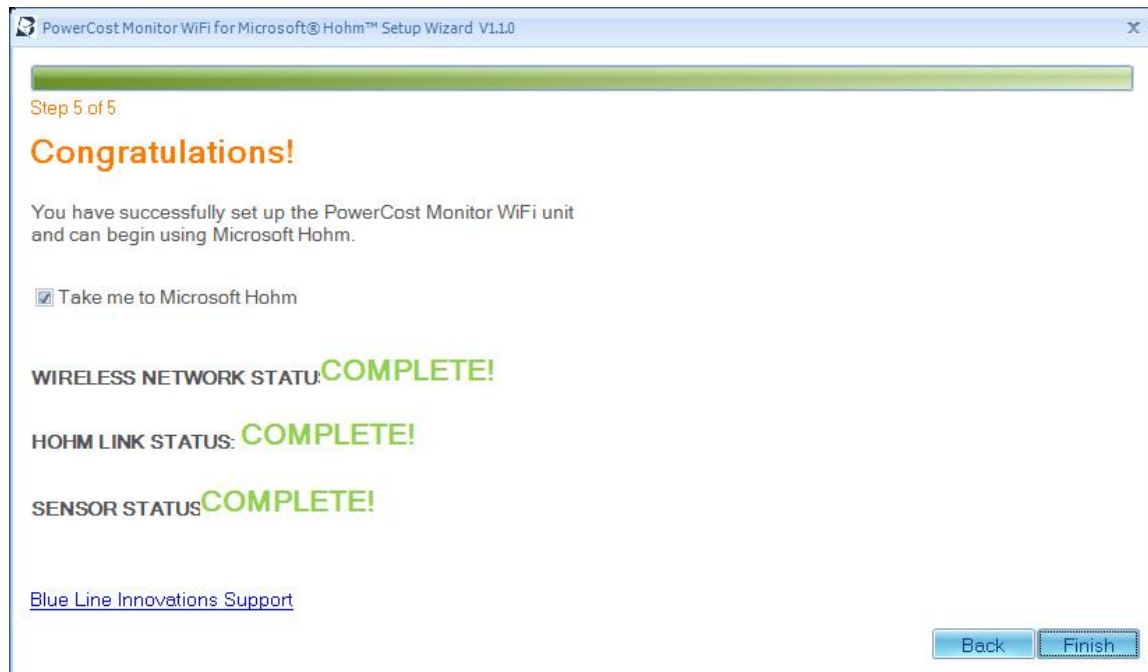 PowerCost Monitor WiFi for Microsoft® Hohm™ Setup Wizard V1.1.0
Step 5 of 5
Congratulations!
You have successfully set up the PowerCost Monitor WiFi unit
and can begin using Microsoft Hohm.
Take me to Microsoft Hohm
WIRELESS NETWORK STATUS COMPLETE!
HOHM LINK STATUS: COMPLETE!
SENSOR STATUS COMPLETE!
Blue Line Innovations Support
Back Finish